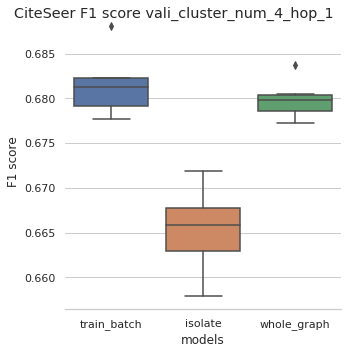 CiteSeer F1 score vali_cluster_num_4_hop_1
0.685
0.680
0.675
0.670
0.665
0.660
F1 score
train_batch isolate whole_graph
models